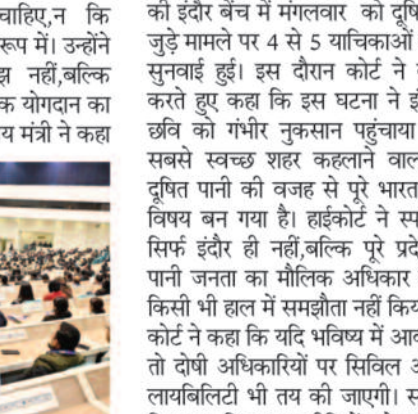 चाहिए,न कि
रूप में। उन्होंने
नहीं,बल्कि
क योगदान का
य मंत्री ने कहा
की इंदौर बेंच में मंगलवार को
जुड़े मामले पर 4 से 5 याचिकाओं
सुनवाई हुई। इस दौरान कोर्ट ने
करते हुए कहा कि इस घटना ने
छवि को गंभीर नुकसान पहुंचाया
सबसे स्वच्छ शहर कहलाने
दूषित पानी की वजह से पूरे भारत
विषय बन गया है। हाईकोर्ट ने
सिर्फ इंदौर ही नहीं,बल्कि पूरे
पानी जनता का मौलिक अधिकार
किसी भी हाल में समझौता नहीं
कोर्ट ने कहा कि यदि भविष्य में
तो दोषी अधिकारियों पर सिविल
लायबिलिटी भी तय की जाएगी।